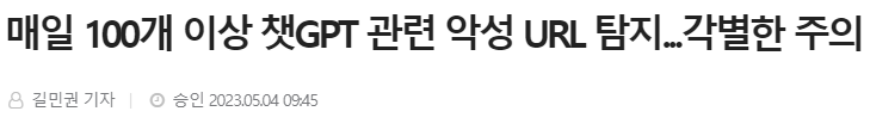 매일 100개 이상 챗GPT 관련 악성 URL 탐지...각별한 주의
길민권 기자 | 승인 2023.05.04 09:45